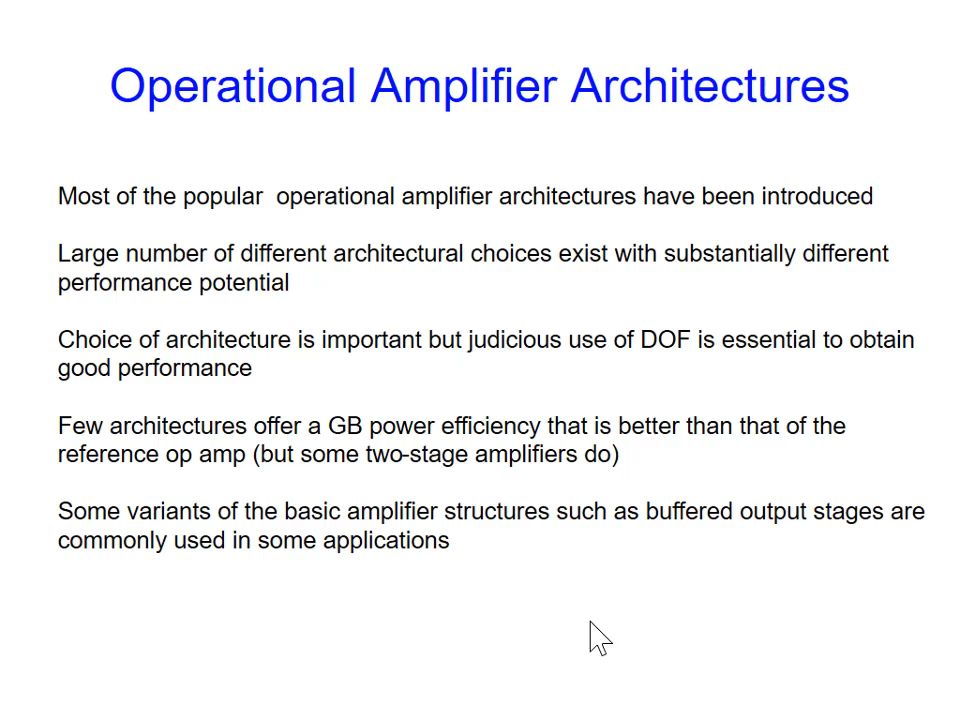 Operational Amplifier Architectures
Most of the popular  operational amplifier architectures have been introduced
Large number of different architectural choices exist with substantially different
performance potential
Choice of architecture is important but judicious use of DOF is essential to obtain
good performance
Few architectures offer a GB power efficiency that is better than that of the
reference op amp (but some two-stage amplifiers do)
Some variants of the basic amplifier structures such as buffered output stages are
commonly used in some applications